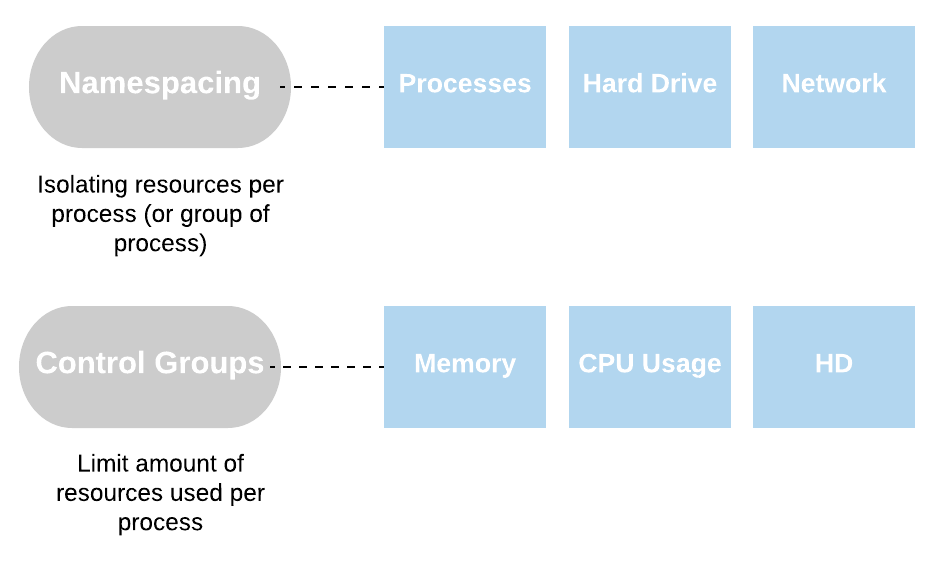 Namespacing
Processes
Hard Drive
Network
Isolating resources per
process (or group of
process)
Control Groups
Memory
CPU Usage
HD
Limit amount of
resources used per
process